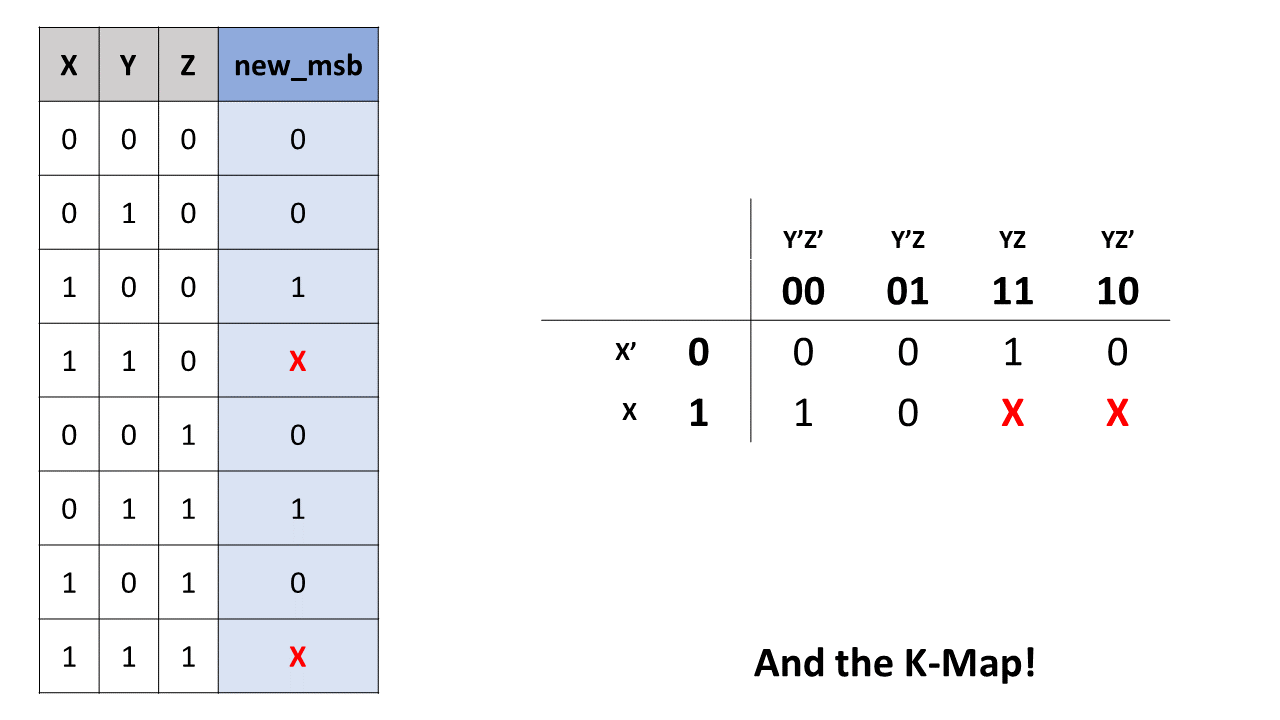 X Y Z new_msb
0 0 0 0
0 1 0 0
1 0 0 1
1 1 0 X
0 0 1 0
0 1 1 1
1 0 1 0
1 1 1 X
Y’Z’ Y’Z YZ YZ’
00 01 11 10
X’ 0 0 0 1 0
X 1 1 0 X X
And the K-Map!